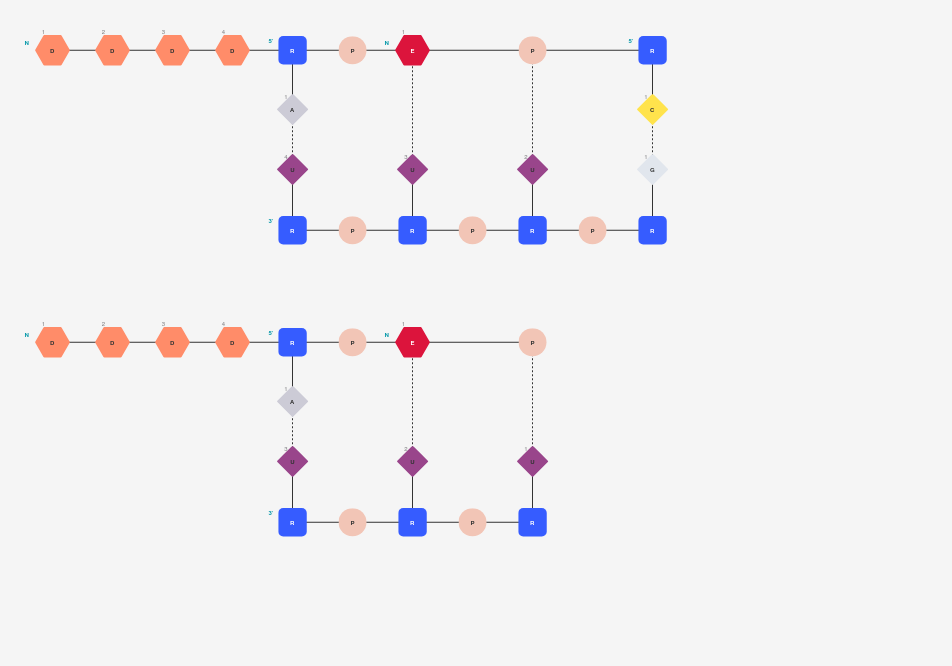 1 2 3 4 1
N D D D D 5' R P N E P 5' R
1 1
A C
4 3 2 1
U U U G
3' R P R P R P R
1 2 3 4 1
N D D D D 5' R P N E P
1
A
3 2 1
U U U
3' R P R P R